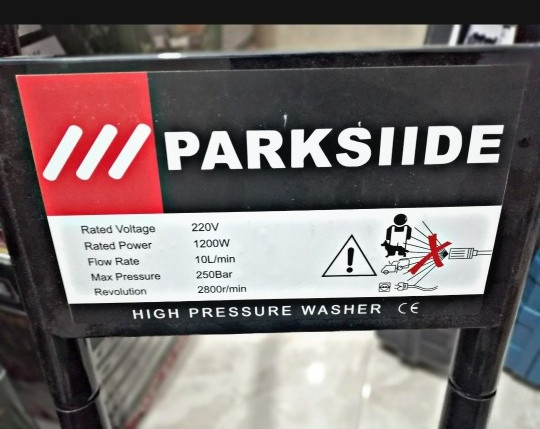 PARKSIIDE
Rated Voltage 220V
Rated Power 1200W
Flow Rate 10L/min
Max Pressure 250Bar
Revolution 2800r/min
HIGH PRESSURE WASHER CE